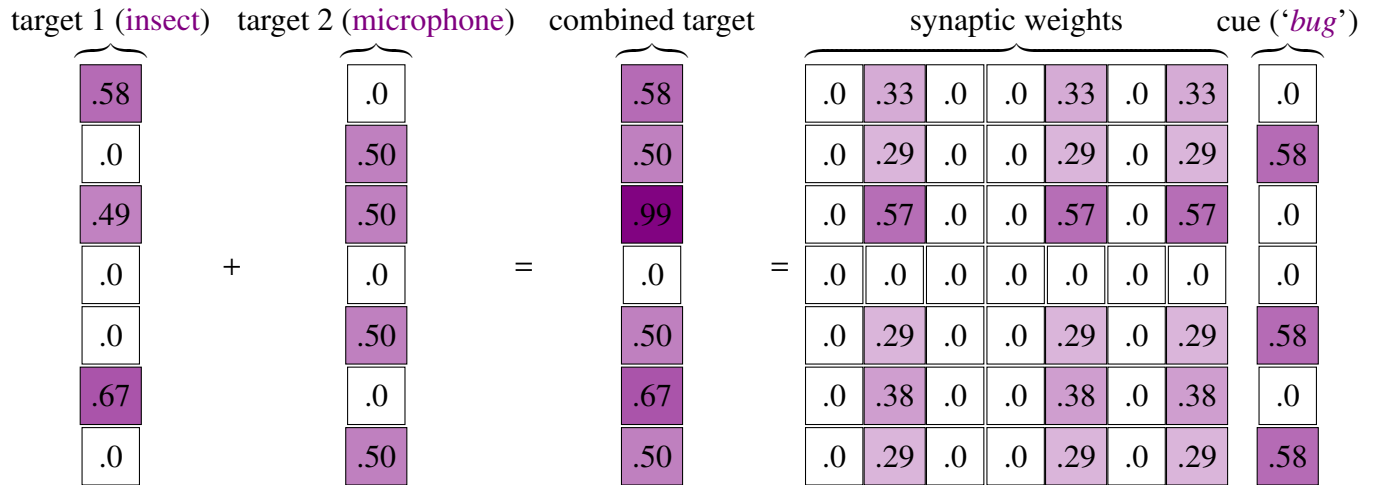 target 1 (insect) target 2 (microphone) combined target synaptic weights cue (‘bug’)
.58 .0 .58 .0 .33 .0 .0 .33 .0 .33 .0
.0 .50 .50 .0 .29 .0 .0 .29 .0 .29 .58
.49 .50 .99 .0 .57 .0 .0 .57 .0 .57 .0
.0 + .0 = .0 = .0 .0 .0 .0 .0 .0 .0 .0
.0 .50 .50 .0 .29 .0 .0 .29 .0 .29 .58
.67 .0 .67 .0 .38 .0 .0 .38 .0 .38 .0
.0 .50 .50 .0 .29 .0 .0 .29 .0 .29 .58